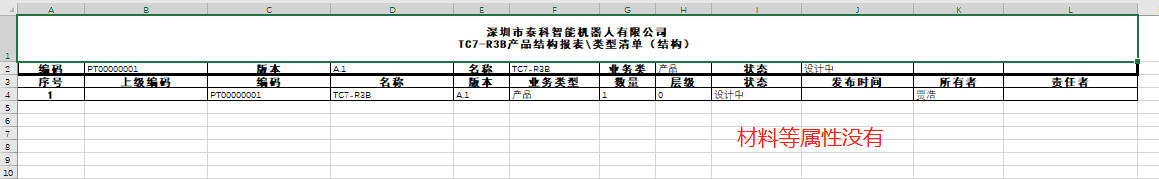 A B C D E F G H I J K L
1 深圳市泰科智能机器人有限公司
TC7-R3B产品结构报表\类型清单（结构）
2 编码 PT00000001 版本 A.1 名称 TC7-R3B 业务类 产品 状态 设计中
3 序号 上级编码 编码 名称 版本 业务类型 数量 层级 状态 发布时间 所有者 责任者
4 1 PT00000001 TC7-R3B A.1 产品 1 0 设计中 贾浩
5
6
7 材料等属性没有
8
9
10